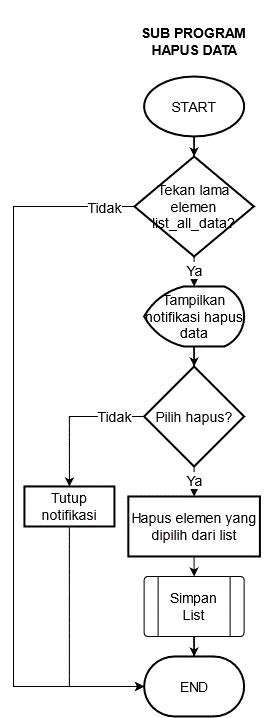 SUB PROGRAM
HAPUS DATA
START
Tekan lama
elemen
list_all_data?
Tidak
Ya
Tampilkan
notifikasi hapus
data
Pilih hapus?
Tidak
Ya
Tutup
notifikasi
Hapus elemen yang
dipilih dari list
Simpan
List
END